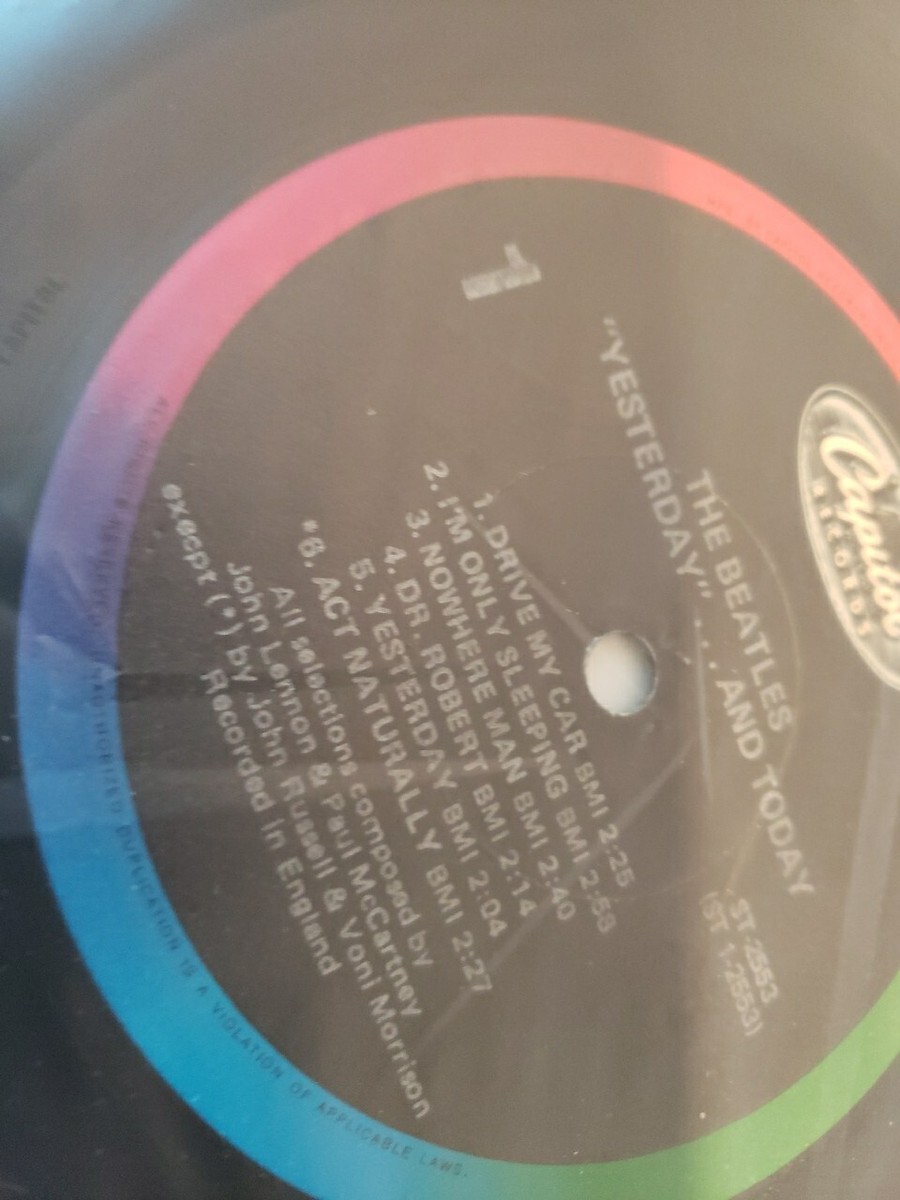 Capitol
RECORDS
THE BEATLES
"YESTERDAY"...AND TODAY
ST 2553
(ST 1-2553)
1
1. DRIVE MY CAR BMI 2:25
2. I'M ONLY SLEEPING BMI 2:58
3. NOWHERE MAN BMI 2:40
4. DR. ROBERT BMI 2:14
5. YESTERDAY BMI 2:04
*6. ACT NATURALLY BMI 2:27
All selections composed by
John Lennon & Paul McCartney
except (*) by John Russell & Voni Morrison
Recorded in England
UNAUTHORIZED DUPLICATION IS A VIOLATION OF APPLICABLE LAWS.